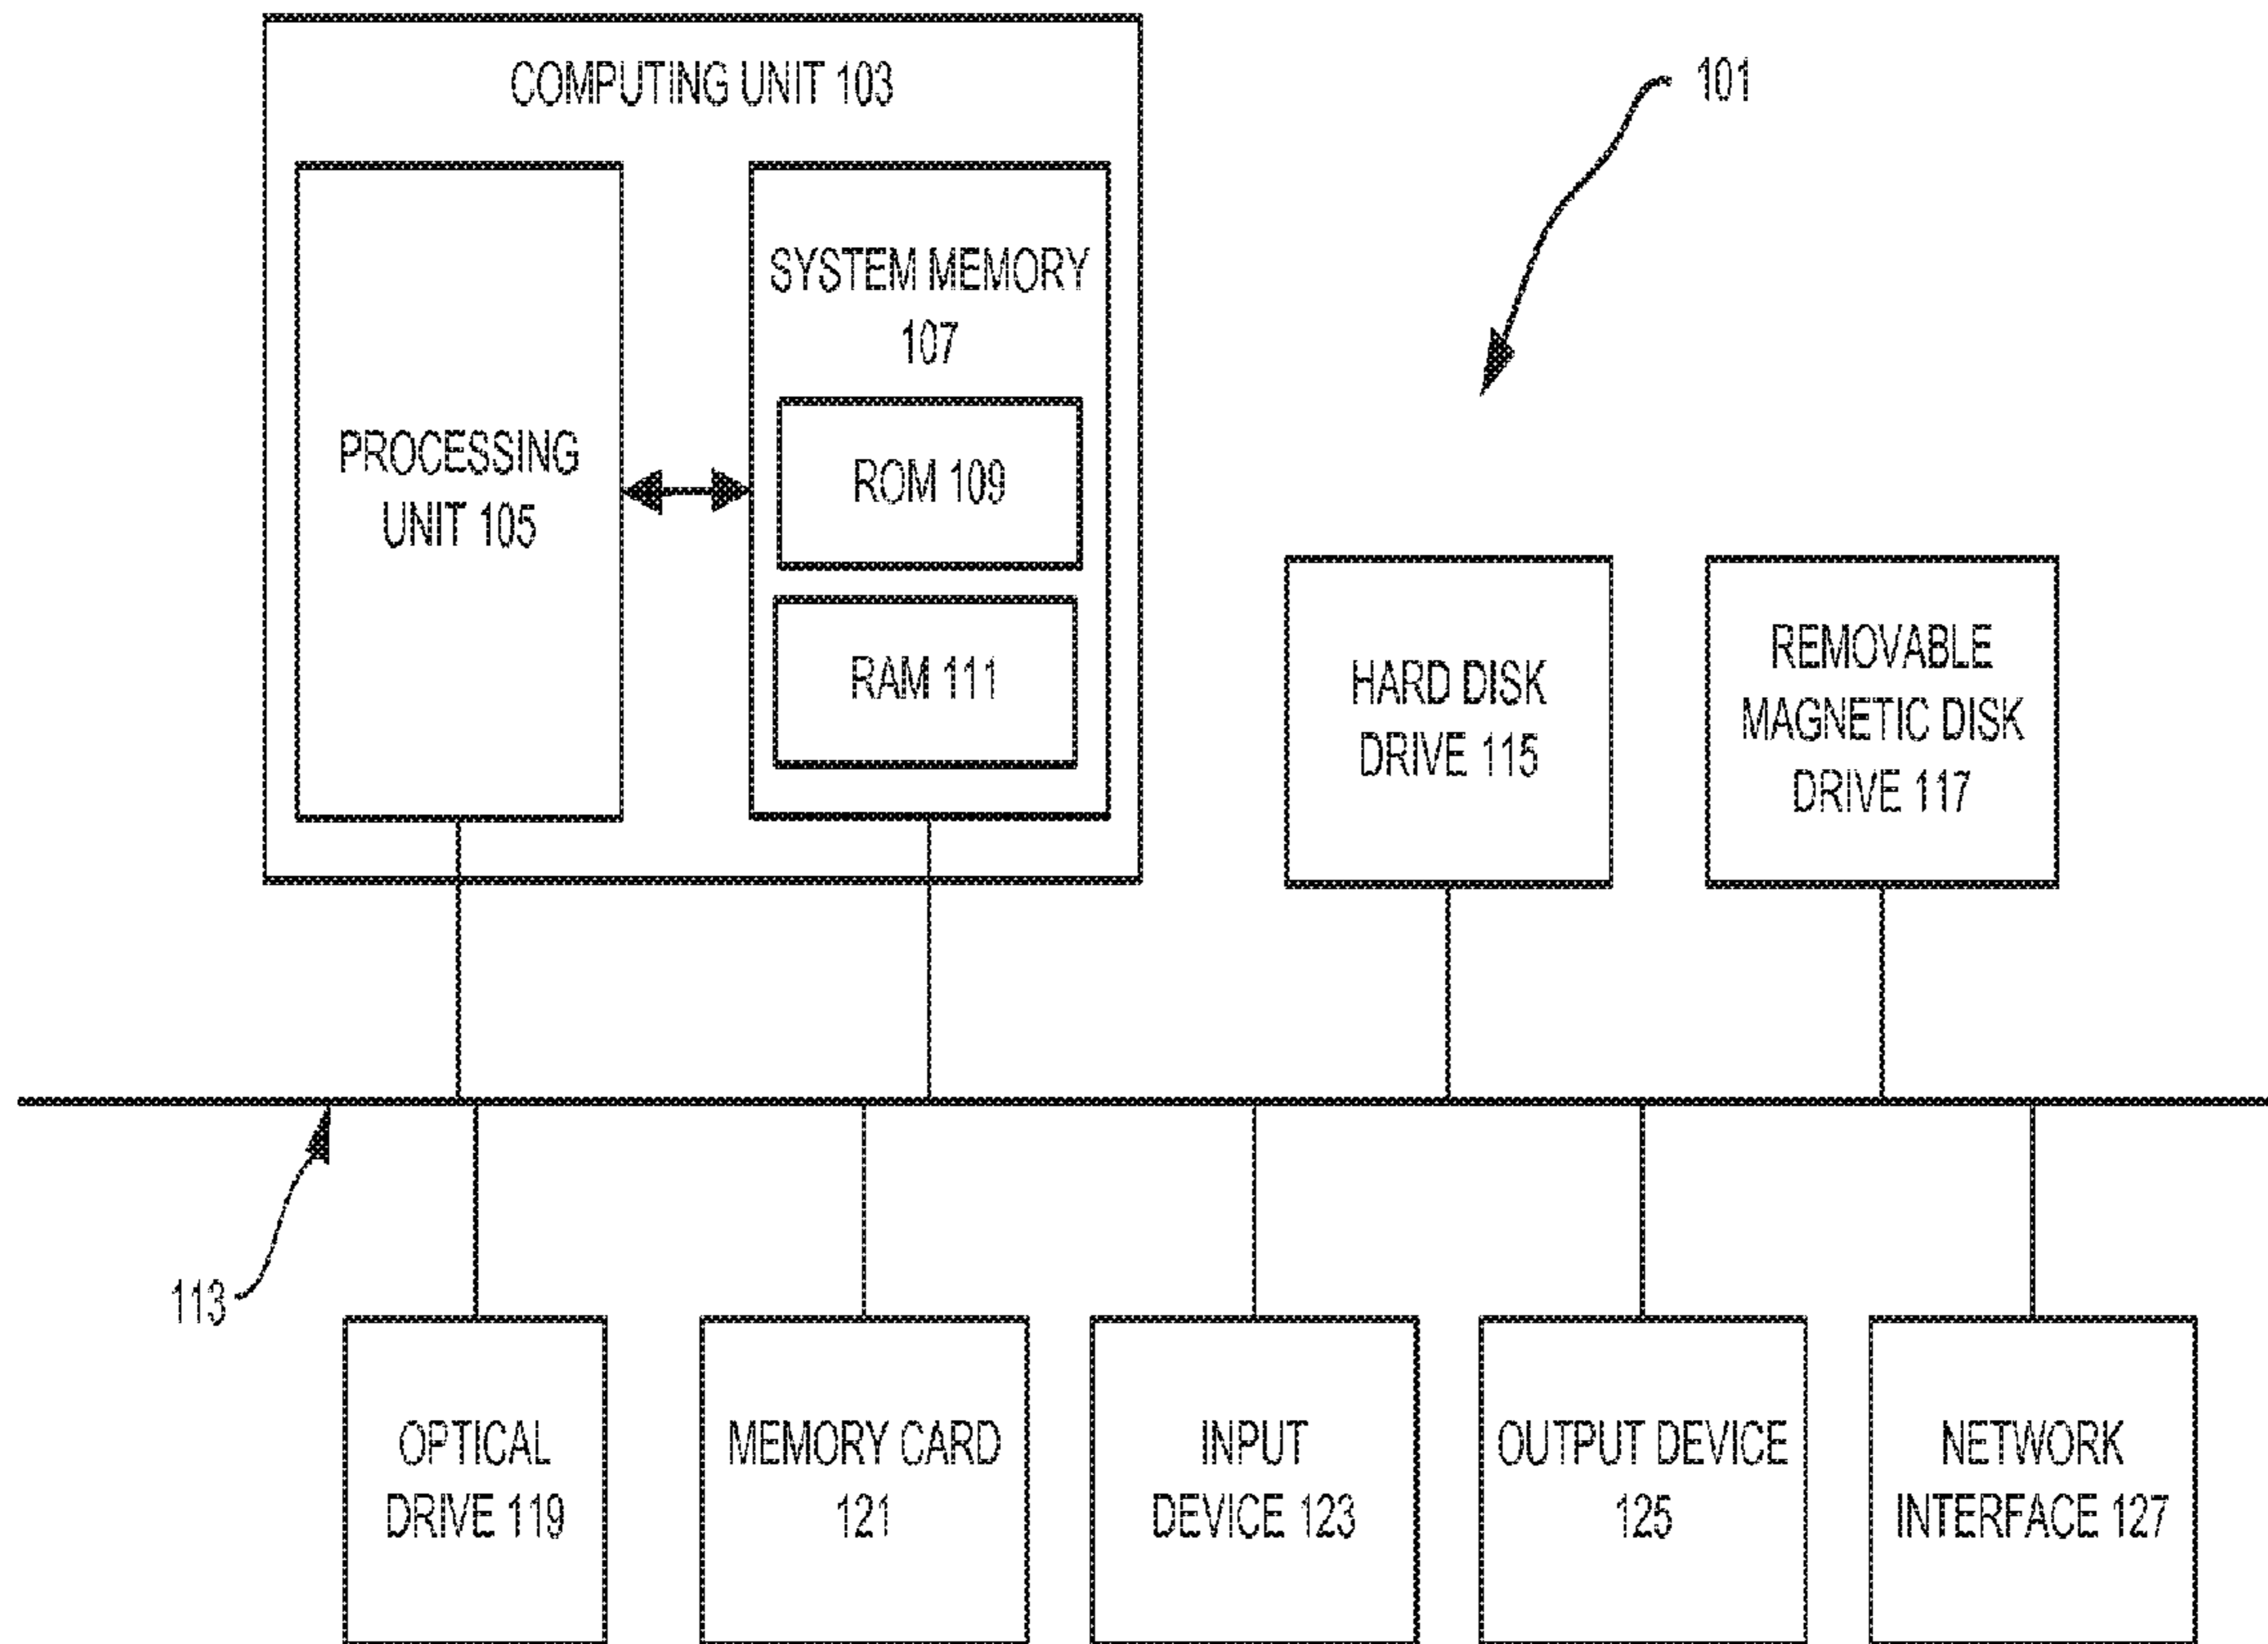 COMPUTING UNIT 103
101
SYSTEM MEMORY
107
PROCESSING
UNIT 105
ROM 109
RAM 111
HARD DISK
DRIVE 115
REMOVABLE
MAGNETIC DISK
DRIVE 117
113
OPTICAL
DRIVE 119
MEMORY CARD
121
INPUT
DEVICE 123
OUTPUT DEVICE
125
NETWORK
INTERFACE 127